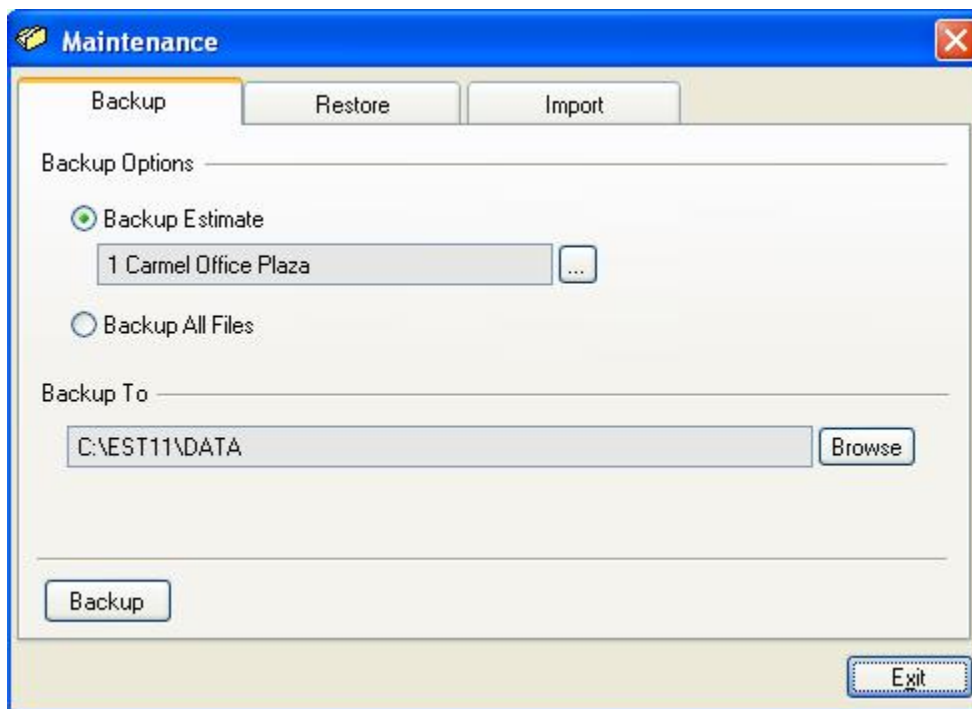 Maintenance
Backup Restore Import
Backup Options
Backup Estimate
1 Carmel Office Plaza ...
Backup All Files
Backup To
C:\EST11\DATA Browse
Backup
Exit